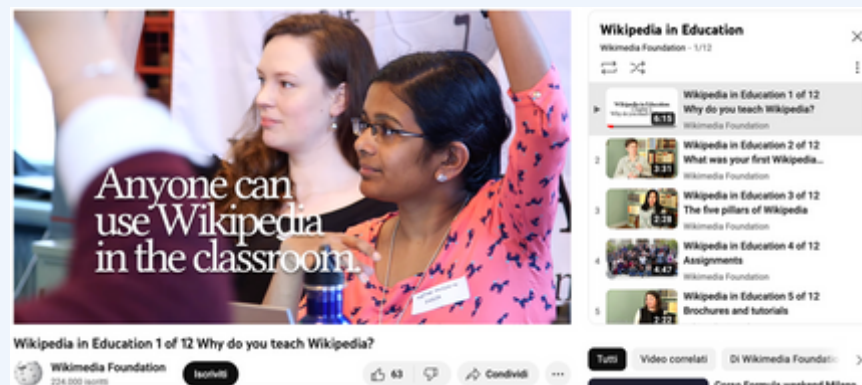 Anyone can
use Wikipedia
in the classroom.
Wikipedia in Education 1 of 12 Why do you teach Wikipedia?
Wikimedia Foundation
224.000 iscritti
Iscriviti
63
Condividi
Wikipedia in Education
Wikimedia Foundation - 1/12
6:15
Wikipedia in Education 1 of 12
Why do you teach Wikipedia?
Wikimedia Foundation
2
3:31
Wikipedia in Education 2 of 12
What was your first Wikipedia...
Wikimedia Foundation
3
2:38
Wikipedia in Education 3 of 12
The five pillars of Wikipedia
Wikimedia Foundation
4
4:47
Wikipedia in Education 4 of 12
Assignments
Wikimedia Foundation
5
2:22
Wikipedia in Education 5 of 12
Brochures and tutorials
Wikimedia Foundation
Tutti
Video correlati
Di Wikimedia Foundatio